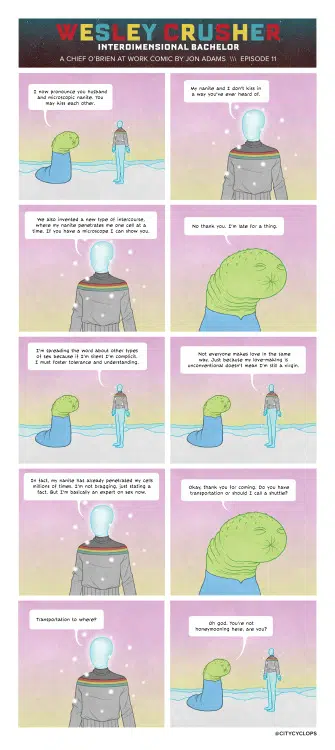 WESLEY CRUSHER
INTERDIMENSIONAL BACHELOR
A CHIEF O'BRIEN AT WORK COMIC BY JON ADAMS \\\ EPISODE 11
I now pronounce you husband
and microscopic nanite. You
may kiss each other.
My nanite and I don't kiss in
a way you've ever heard of.
We also invented a new type of intercourse,
where my nanite penetrates me one cell at a
time. If you have a microscope I can show you.
No thank you. I'm late for a thing.
I'm spreading the word about other types
of sex because if I'm silent I'm complicit.
I must foster tolerance and understanding.
Not everyone makes love in the same
way. Just because my love-making is
unconventional doesn't mean I'm still a virgin.
In fact, my nanite has already penetrated my cells
millions of times. I'm not bragging, just stating a
fact. But I'm basically an expert on sex now.
Okay, thank you for coming. Do you have
transportation or should I call a shuttle?
Transportation to where?
Oh god. You're not
honeymooning here, are you?
@CITYCYCLOPS